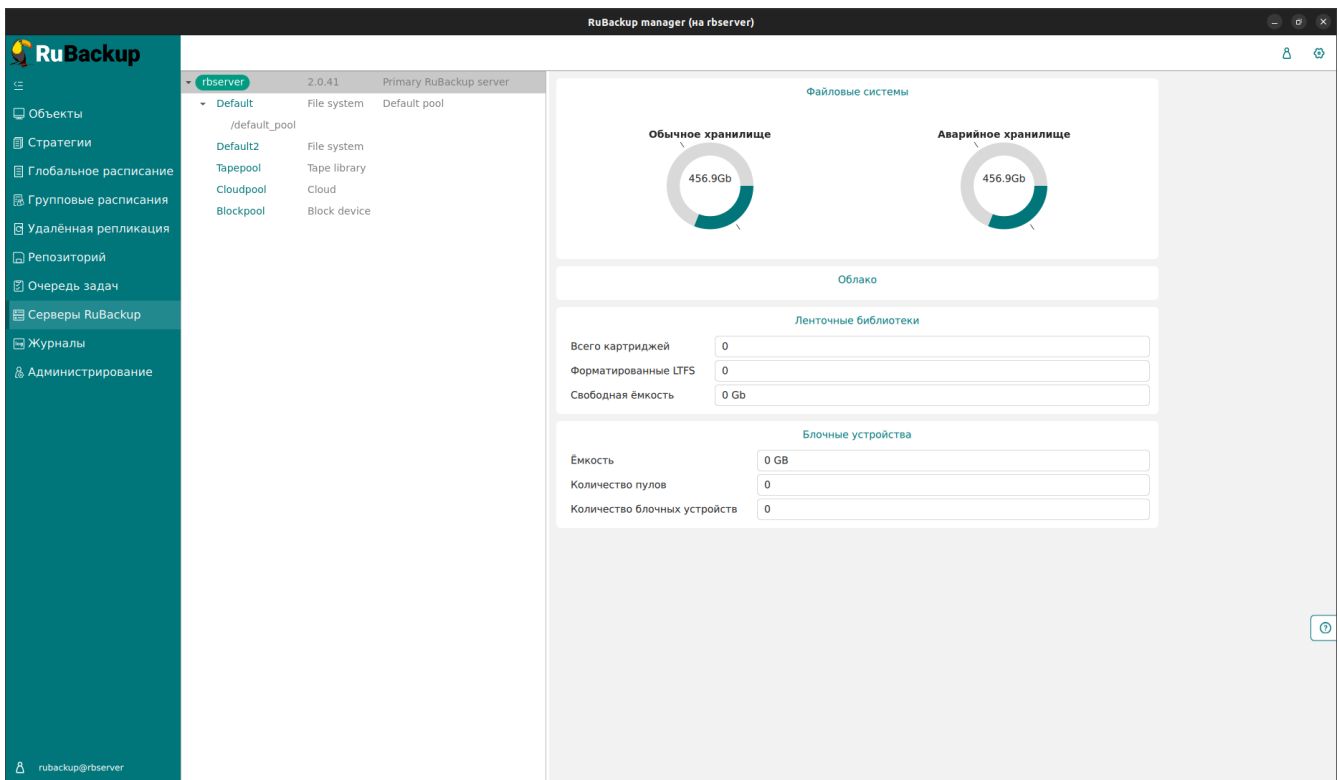 RuBackup manager (на rbserver)
RuBackup
Объекты
Стратегии
Глобальное расписание
Групповые расписания
Удалённая репликация
Репозиторий
Очередь задач
Серверы RuBackup
Журналы
Администрирование
rubackup@rbserver
rbserver 2.0.41 Primary RuBackup server
Default File system Default pool
/default_pool
Default2 File system
Tapepool Tape library
Cloudpool Cloud
Blockpool Block device
Файловые системы
Обычное хранилище Аварийное хранилище
456.9Gb 456.9Gb
Облако
Ленточные библиотеки
Всего картриджей 0
Форматированные LTFS 0
Свободная ёмкость 0 Gb
Блочные устройства
Ёмкость 0 GB
Количество пулов 0
Количество блочных устройств 0